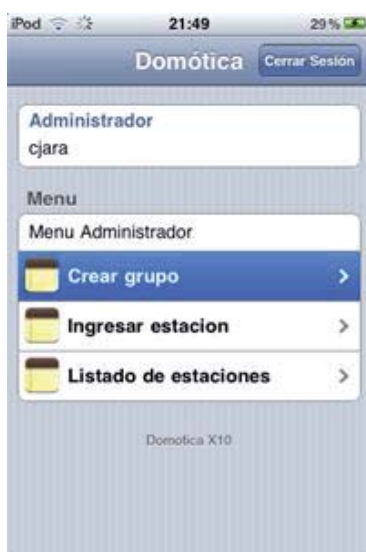 iPod 21:49 29 %
Domótica Cerrar Sesión
Administrador
cjara
Menu
Menu Administrador
Crear grupo
Ingresar estacion
Listado de estaciones
Domotica X10